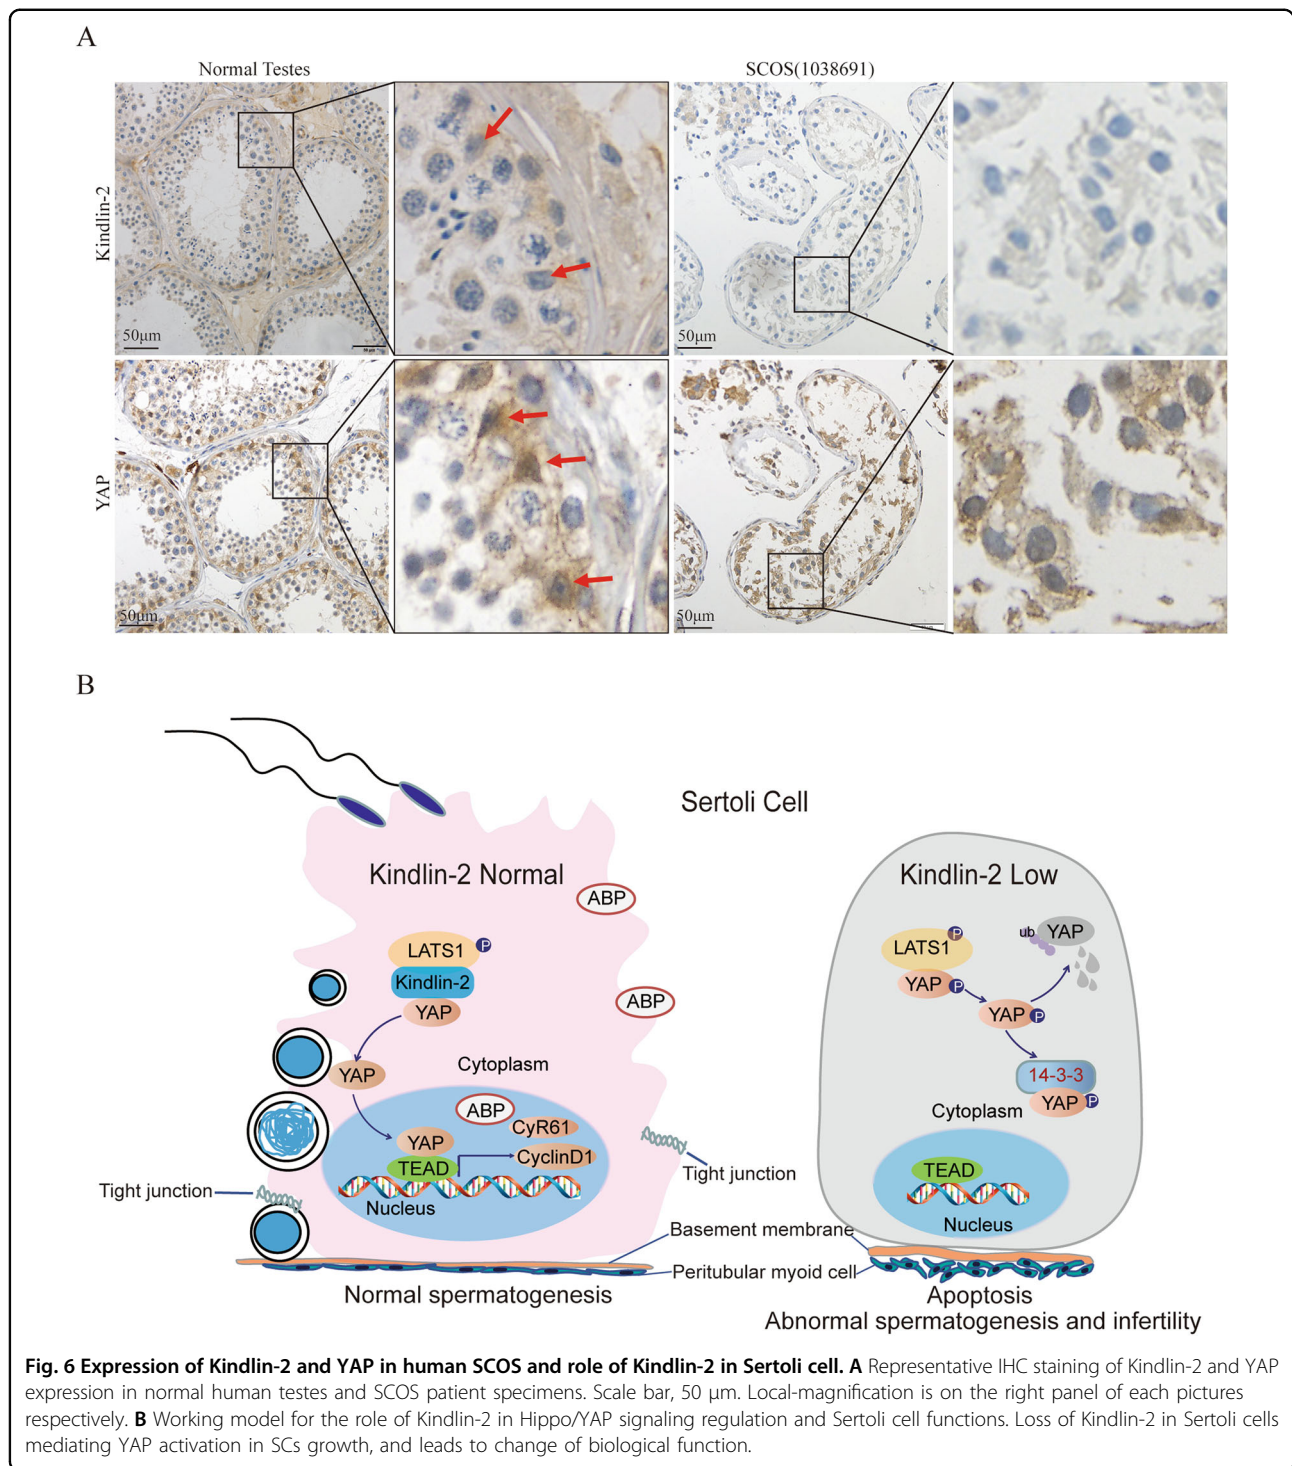 A
Normal Testes
SCOS(1038691)
Kindlin-2
50μm
50μm
YAP
50μm
50μm
B
Sertoli Cell
Kindlin-2 Normal
Kindlin-2 Low
ABP
LATS1
P
Kindlin-2
YAP
ABP
YAP
Cytoplasm
ABP
CyR61
YAP
CyclinD1
TEAD
Nucleus
Tight junction
Tight junction
P
LATS1
YAP
P
ub
YAP
YAP
P
14-3-3
YAP
P
Cytoplasm
TEAD
Nucleus
Basement membrane
Peritubular myoid cell
Normal spermatogenesis
Apoptosis
Abnormal spermatogenesis and infertility
Fig. 6 Expression of Kindlin-2 and YAP in human SCOS and role of Kindlin-2 in Sertoli cell. A Representative IHC staining of Kindlin-2 and YAP
expression in normal human testes and SCOS patient specimens. Scale bar, 50 μm. Local-magnification is on the right panel of each pictures
respectively. B Working model for the role of Kindlin-2 in Hippo/YAP signaling regulation and Sertoli cell functions. Loss of Kindlin-2 in Sertoli cells
mediating YAP activation in SCs growth, and leads to change of biological function.